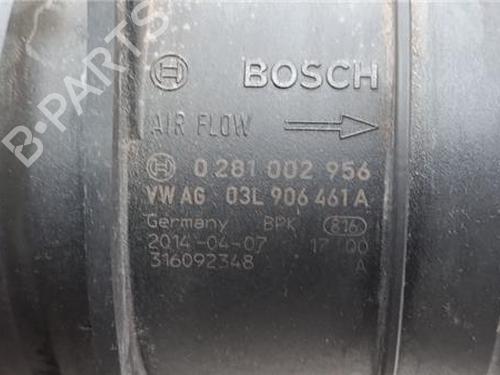 B-PARTS
BOSCH
AIR FLOW
0 281 002 956
VW AG 03L 906 461 A
Germany BPK 816
2014-04-07 17:00
316092348 A